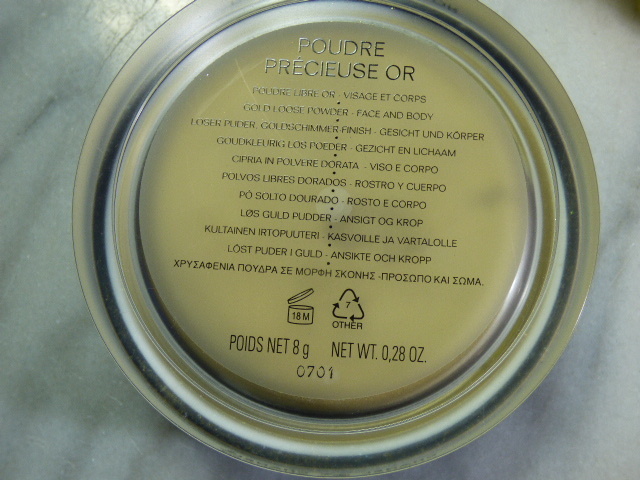 POUDRE
PRÉCIEUSE OR
POUDRE LIBRE OR - VISAGE ET CORPS
GOLD LOOSE POWDER - FACE AND BODY
LOSER PUDER, GOLDSCHIMMER-FINISH - GESICHT UND KÖRPER
GOUDKLEURIG LOS POEDER - GEZICHT EN LICHAAM
CIPRIA IN POLVERE DORATA - VISO E CORPO
POLVOS LIBRES DORADOS - ROSTRO Y CUERPO
PÓ SOLTO DOURADO - ROSTO E CORPO
LØS GULD PUDDER - ANSIGT OG KROP
KULTAINEN IRTOPUUTERI - KASVOILLE JA VARTALOLLE
LÖST PUDER I GULD - ANSIKTE OCH KROPP
ΧΡΥΣΑΦΕΝΙΑ ΠΟΥΔΡΑ ΣΕ ΜΟΡΦΗ ΣΚΟΝΗΣ -ΠΡΟΣΩΠΟ ΚΑΙ ΣΩΜΑ.
18 M
7
OTHER
POIDS NET 8 g NET WT. 0,28 OZ.
0701